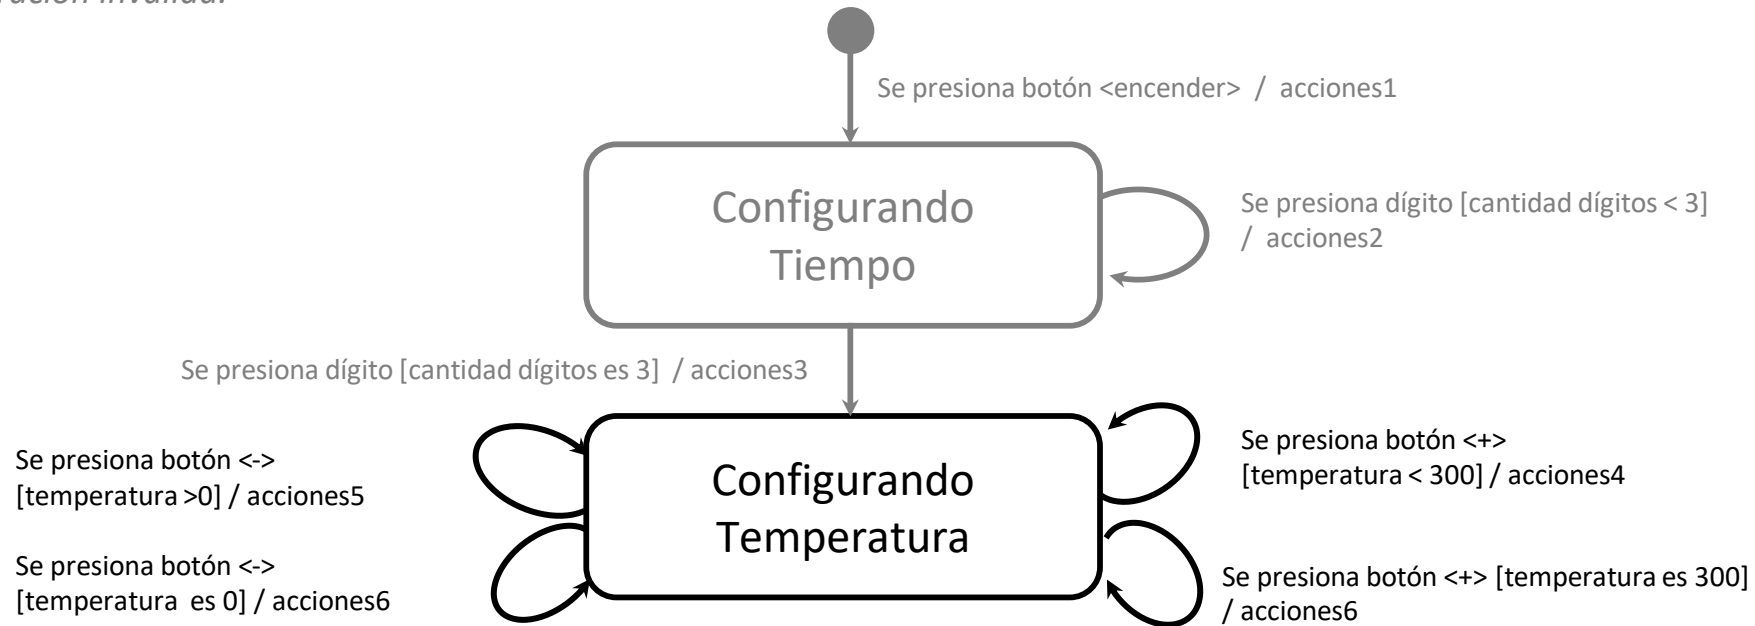 Se presiona botón <encender> / acciones1
Configurando
Tiempo
Se presiona dígito [cantidad dígitos < 3]
/ acciones2
Se presiona dígito [cantidad dígitos es 3] / acciones3
Se presiona botón <->
[temperatura >0] / acciones5
Configurando
Temperatura
Se presiona botón <+>
[temperatura < 300] / acciones4
Se presiona botón <->
[temperatura es 0] / acciones6
Se presiona botón <+> [temperatura es 300]
/ acciones6